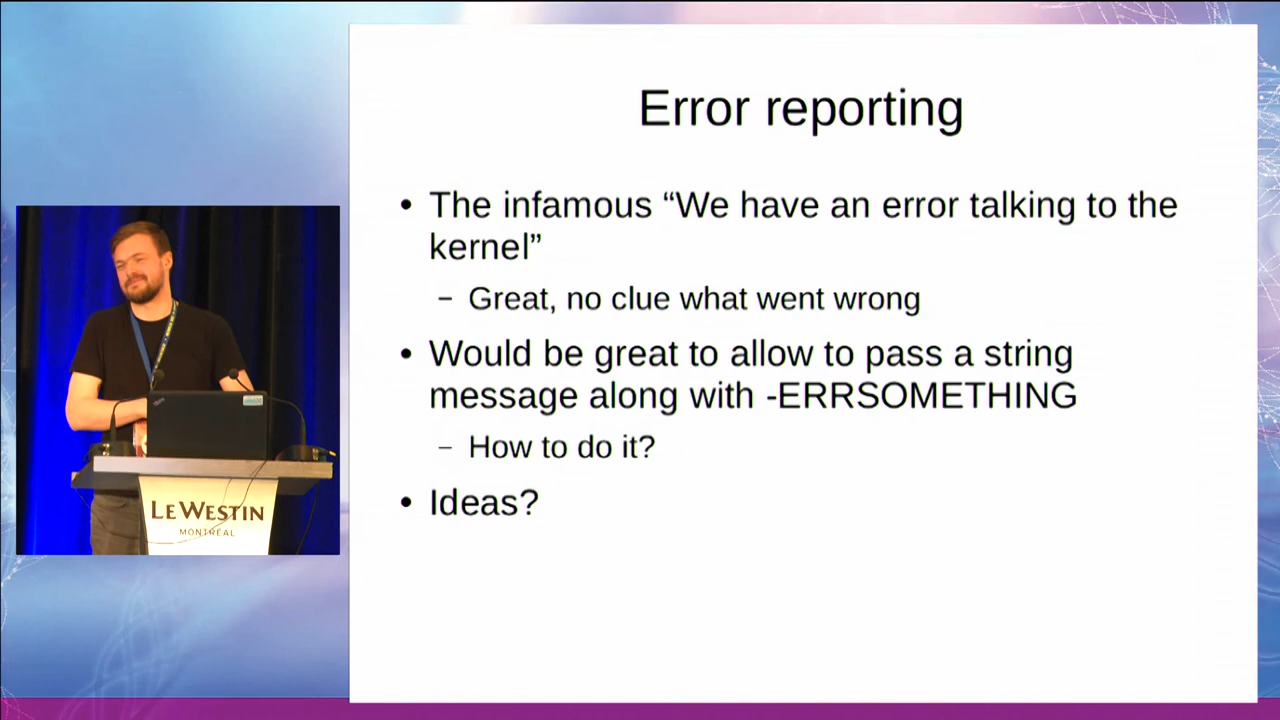 Error reporting
• The infamous “We have an error talking to the
kernel”
– Great, no clue what went wrong
• Would be great to allow to pass a string
message along with -ERRSOMETHING
– How to do it?
• Ideas?
LE WESTIN
MONTRÉAL